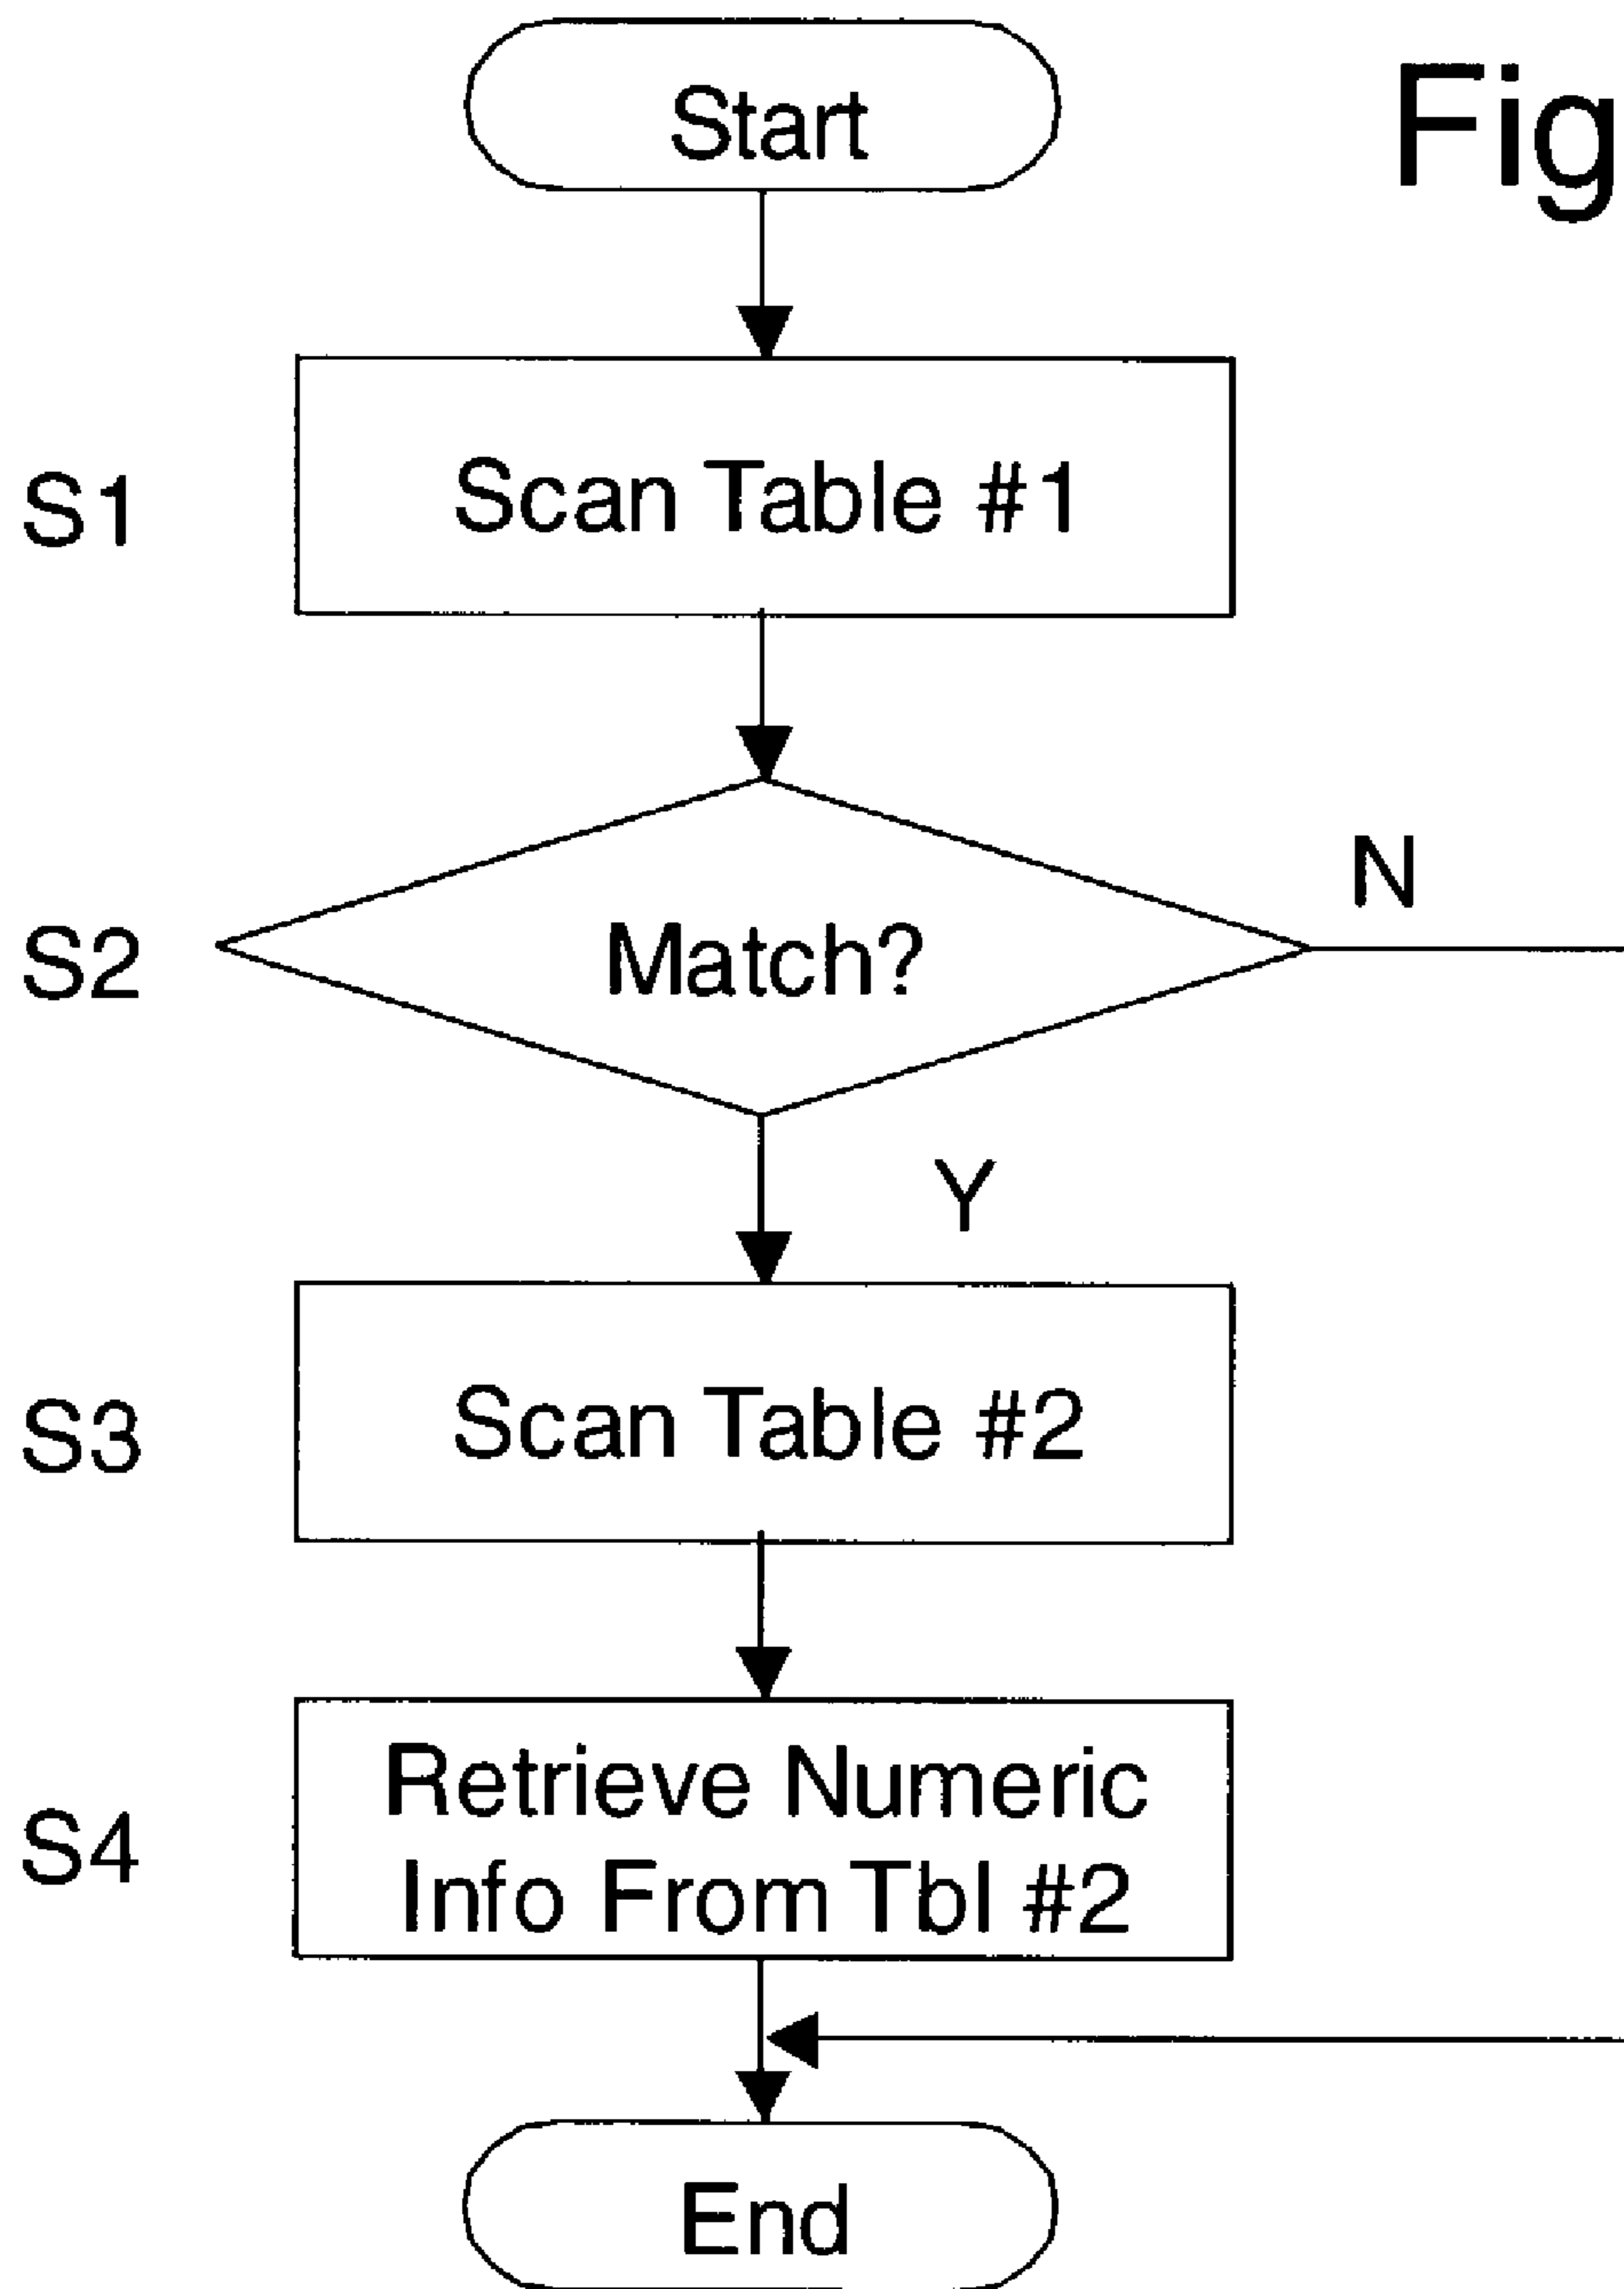 Start
Fig
S1
Scan Table #1
N
S2
Match?
Y
S3
Scan Table #2
S4
Retrieve Numeric
Info From Tbl #2
End